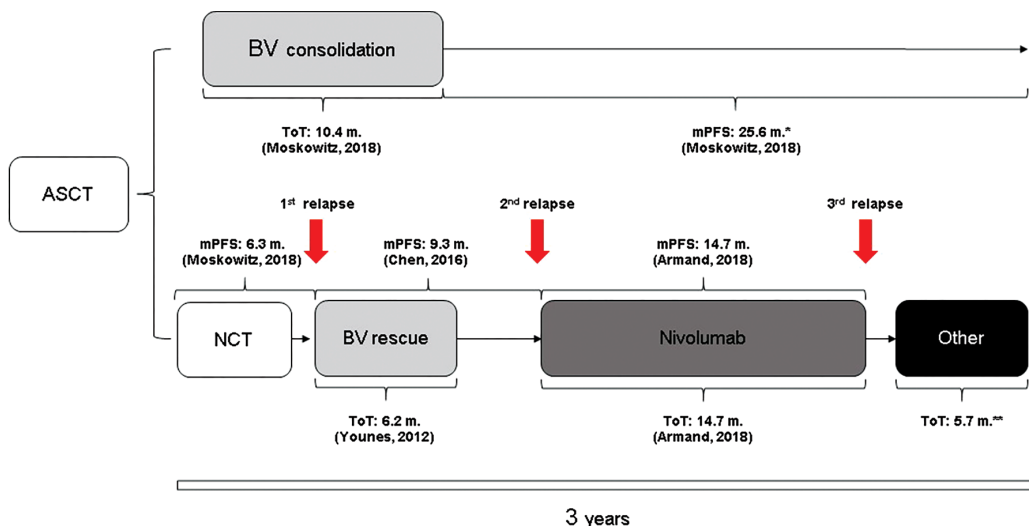 BV consolidation
ToT: 10.4 m.
(Moskowitz, 2018)
mPFS: 25.6 m.*
(Moskowitz, 2018)
ASCT
1st relapse
2nd relapse
3rd relapse
mPFS: 6.3 m.
(Moskowitz, 2018)
mPFS: 9.3 m.
(Chen, 2016)
mPFS: 14.7 m.
(Armand, 2018)
NCT
BV rescue
Nivolumab
Other
ToT: 6.2 m.
(Younes, 2012)
ToT: 14.7 m.
(Armand, 2018)
ToT: 5.7 m.**
3 years